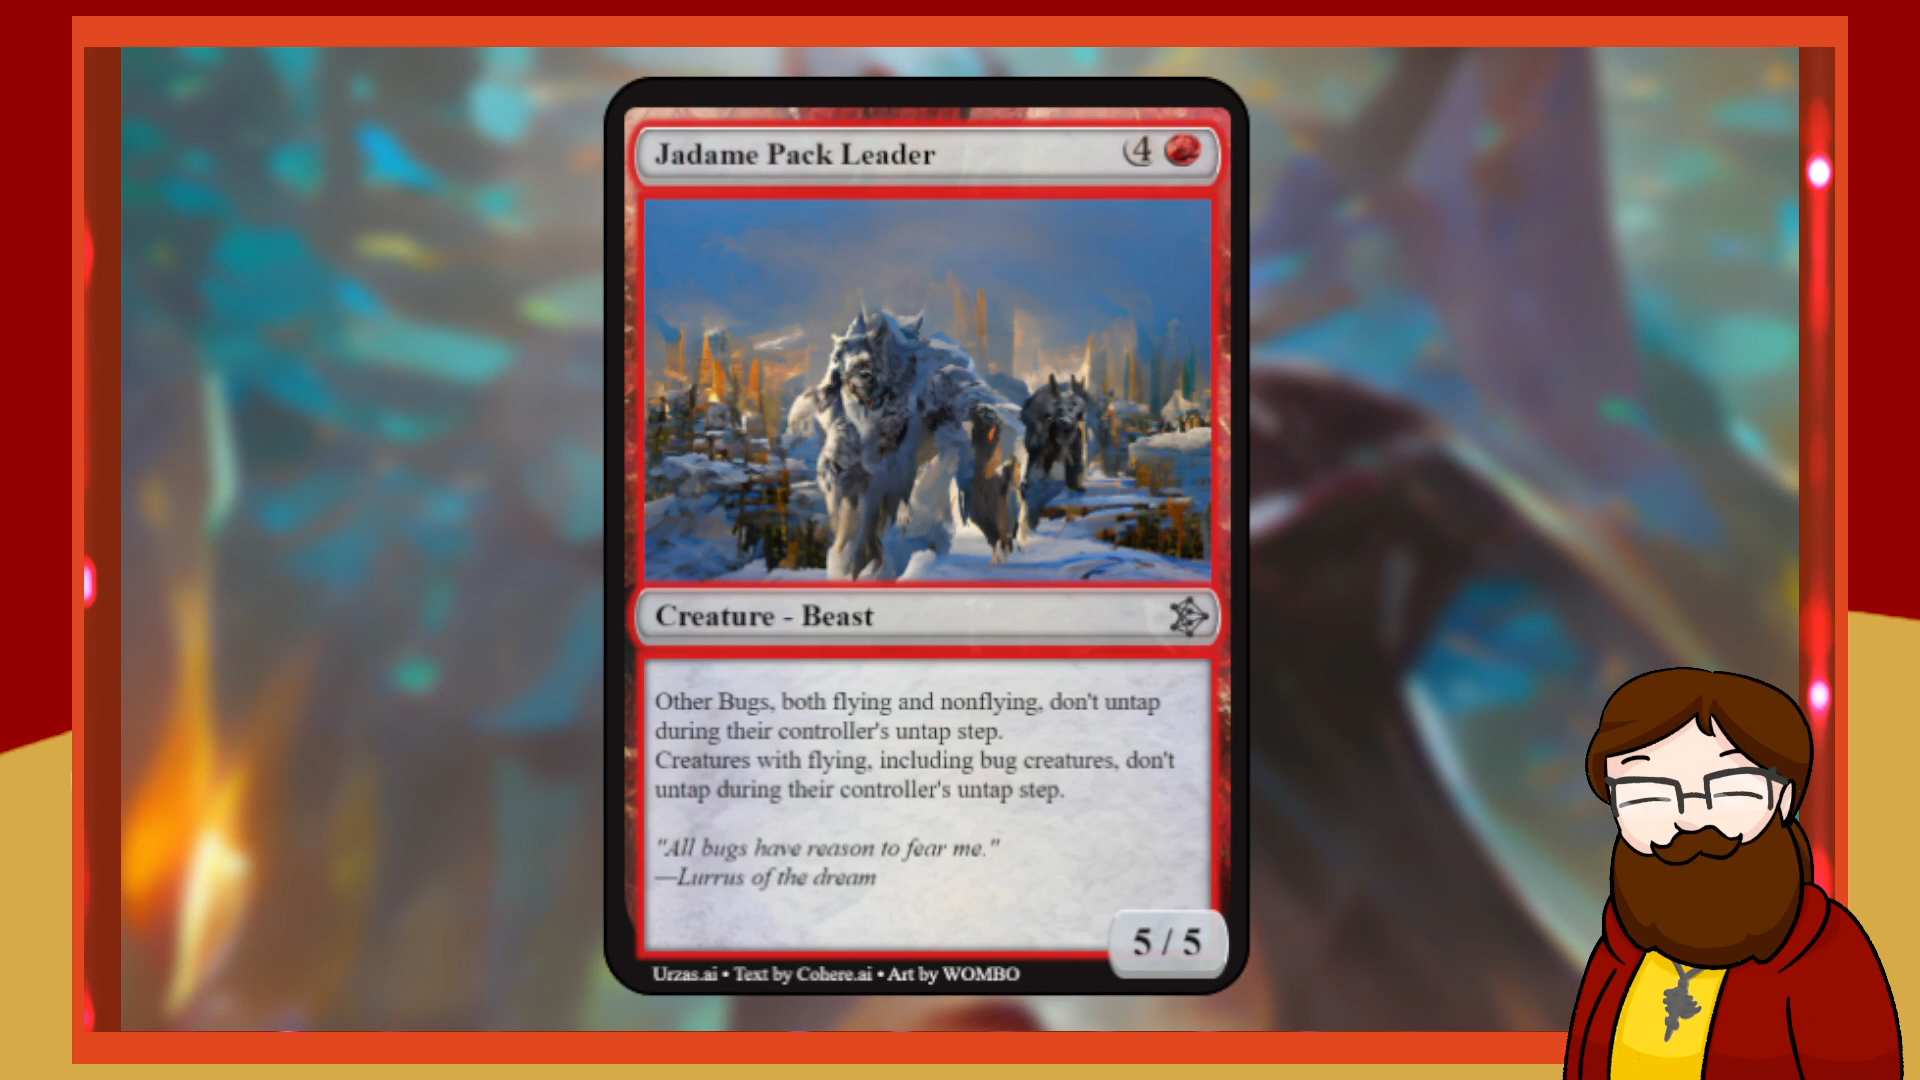 Jadame Pack Leader 4
Creature - Beast
Other Bugs, both flying and nonflying, don't untap
during their controller's untap step.
Creatures with flying, including bug creatures, don't
untap during their controller's untap step.
"All bugs have reason to fear me."
—Lurrus of the dream
5 / 5
Urzas.ai • Text by Cohere.ai • Art by WOMBO